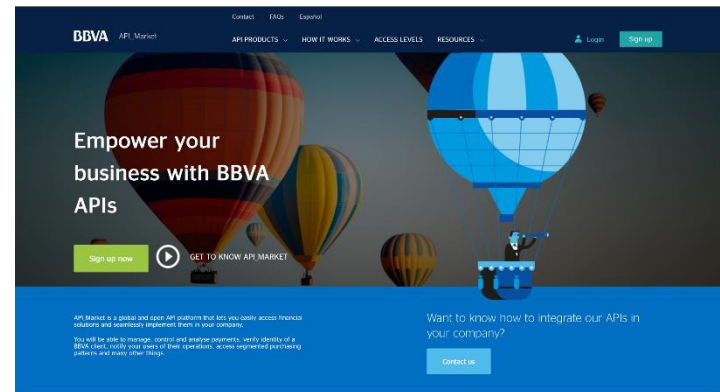 Contact FAQs Español
BBVA API_Market
API PRODUCTS HOW IT WORKS ACCESS LEVELS RESOURCES Login Sign up
Empower your
business with BBVA
APIs
Sign up now GET TO KNOW API_MARKET
API_Market is a global and open API platform that lets you easily access financial
solutions and seamlessly implement them in your company.
You will be able to manage, control and analyse payments, verify identity of a
BBVA client, notify your users of their operations, access segmented purchasing
patterns and many other things.
Want to know how to integrate our APIs in
your company?
Contact us